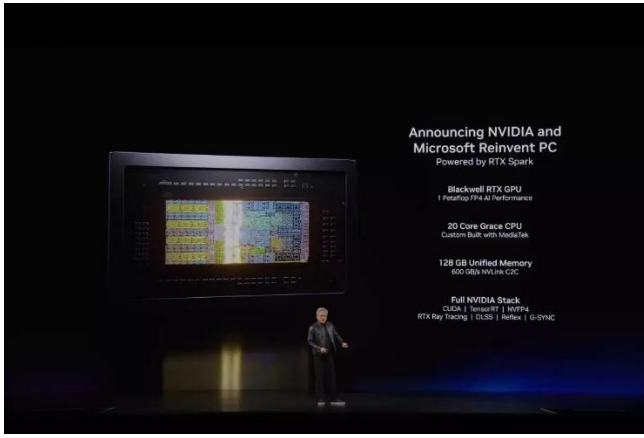 Announcing NVIDIA and
Microsoft Reinvent PC
Powered by RTX Spark
Blackwell RTX GPU
1 Petaflop FP4 AI Performance
20 Core Grace CPU
Custom Built with MediaTek
128 GB Unified Memory
600 GB/s NVLink C2C
Full NVIDIA Stack
CUDA | TensorRT | NVFP4
RTX Ray Tracing | DLSS | Reflex | G-SYNC